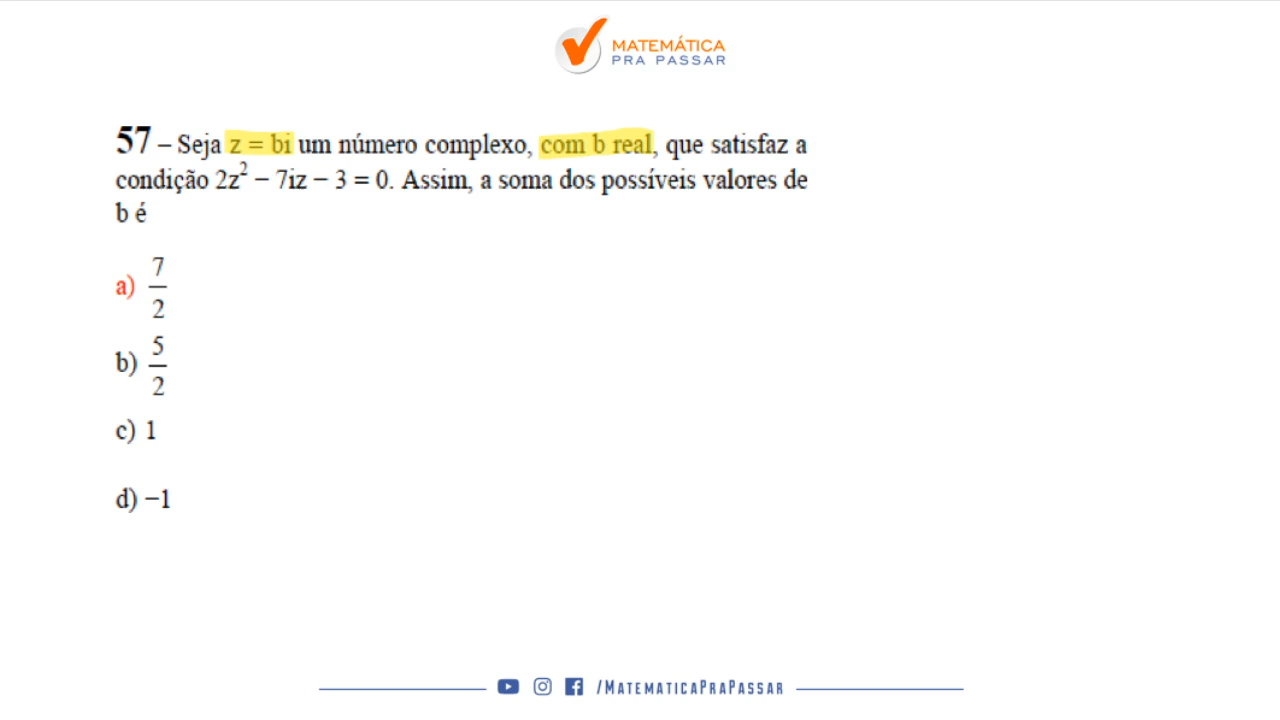 MATEMÁTICA
PRA PASSAR
57 – Seja z = bi um número complexo, com b real, que satisfaz a
condição 2z² − 7iz − 3 = 0. Assim, a soma dos possíveis valores de
b é
a) 7/2
b) 5/2
c) 1
d) −1
/MATEMATICAPRAPASSAR